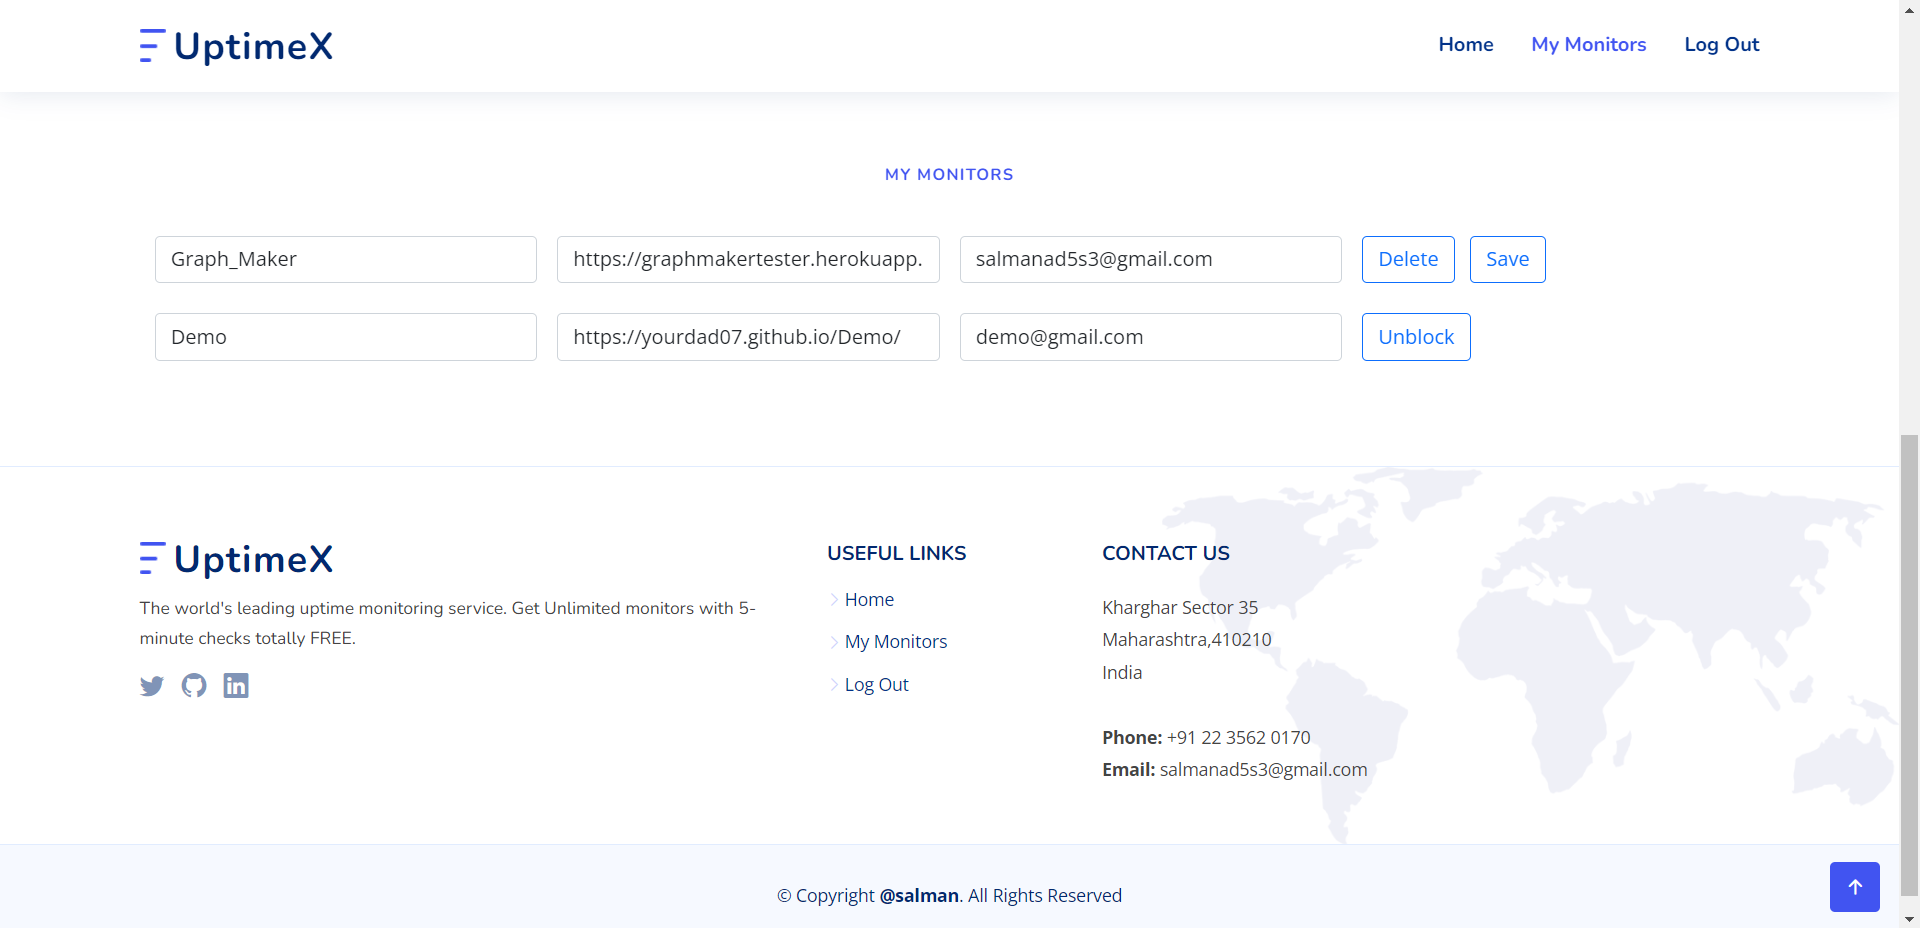 UptimeX
Home My Monitors Log Out
MY MONITORS
Graph_Maker https://graphmakertester.herokuapp. salmanad5s3@gmail.com Delete Save
Demo https://yourdad07.github.io/Demo/ demo@gmail.com Unblock
UptimeX
The world's leading uptime monitoring service. Get Unlimited monitors with 5-
minute checks totally FREE.
USEFUL LINKS
Home
My Monitors
Log Out
CONTACT US
Kharghar Sector 35
Maharashtra,410210
India
Phone: +91 22 3562 0170
Email: salmanad5s3@gmail.com
© Copyright @salman. All Rights Reserved